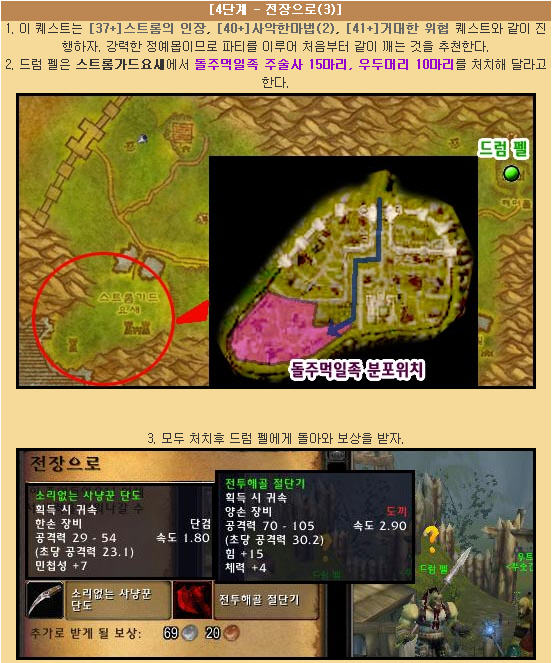 [4단계 - 전장으로(3)]
1. 이 퀘스트는 [37+]스트롬의 인장, [40+]사악한마법(2), [41+]거대한 위험 퀘스트와 같이 진
행하자. 강력한 정예몹이므로 파티를 이루어 처음부터 같이 깨는 것을 추천한다.
2. 드럼 펠은 스트롬가드요새에서 돌주먹일족 주술사 15마리, 우두머리 10마리를 처치해 달라고
한다.
드럼 펠
스트롬가드
요새
돌주먹일족 분포위치
3. 모두 처치후 드럼 펠에게 돌아와 보상을 받자.
전장으로
소리없는 사냥꾼 단도
획득 시 귀속
한손 장비 단검
공격력 29 - 54 속도 1.80
(초당 공격력 23.1)
민첩성 +7
전투해골 절단기
획득 시 귀속
양손 장비 도끼
공격력 70 - 105 속도 2.90
(초당 공격력 30.2)
힘 +15
체력 +4
드럼 펠
소리없는 사냥꾼
단도
전투해골 절단기
추가로 받게 될 보상: 69 20